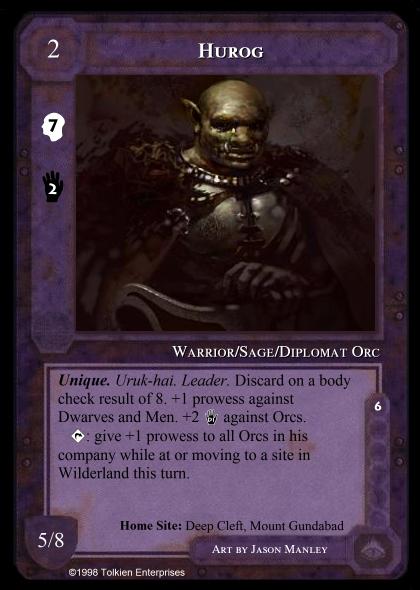 2
HUROG
7
2
WARRIOR/SAGE/DIPLOMAT ORC
Unique. Uruk-hai. Leader. Discard on a body
check result of 8. +1 prowess against
Dwarves and Men. +2 against Orcs.
: give +1 prowess to all Orcs in his
company while at or moving to a site in
Wilderland this turn.
6
Home Site: Deep Cleft, Mount Gundabad
5/8
ART BY JASON MANLEY
©1998 Tolkien Enterprises